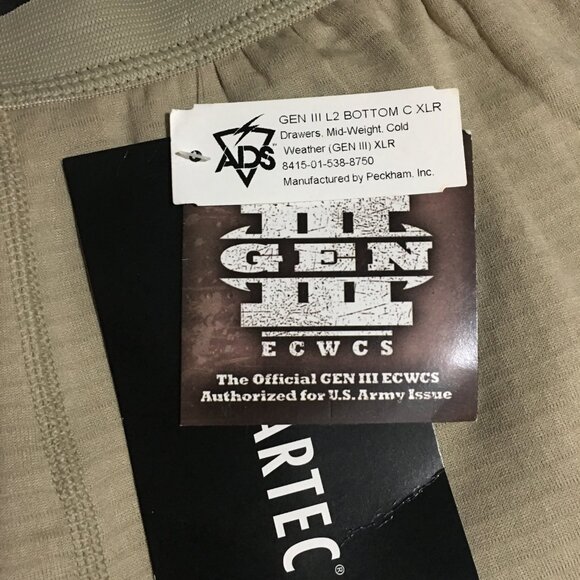 ADS
GEN III L2 BOTTOM C XLR
Drawers, Mid-Weight, Cold
Weather (GEN III) XLR
8415-01-538-8750
Manufactured by Peckham, Inc.
III
GEN
ECWCS
The Official GEN III ECWCS
Authorized for U.S. Army Issue
ARTEC®